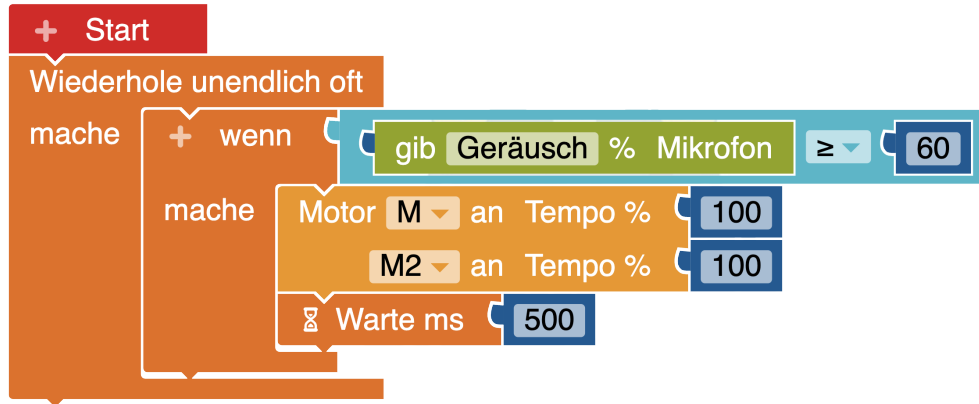 + Start
Wiederhole unendlich oft
mache + wenn gib Geräusch % Mikrofon ≥ 60
mache Motor M an Tempo % 100
M2 an Tempo % 100
Warte ms 500